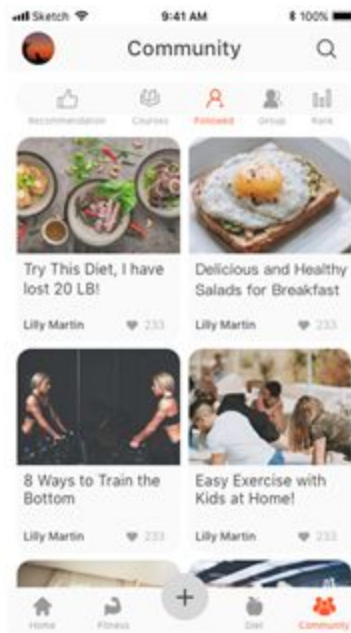 Sketch
9:41 AM
100%
Community
Recommendation
Courses
Followed
Group
Rank
Try This Diet, I have
lost 20 LB!
Lilly Martin
233
Delicious and Healthy
Salads for Breakfast
Lilly Martin
233
8 Ways to Train the
Bottom
Lilly Martin
233
Easy Exercise with
Kids at Home!
Lilly Martin
233
Home
Fitness
+
Diet
Community